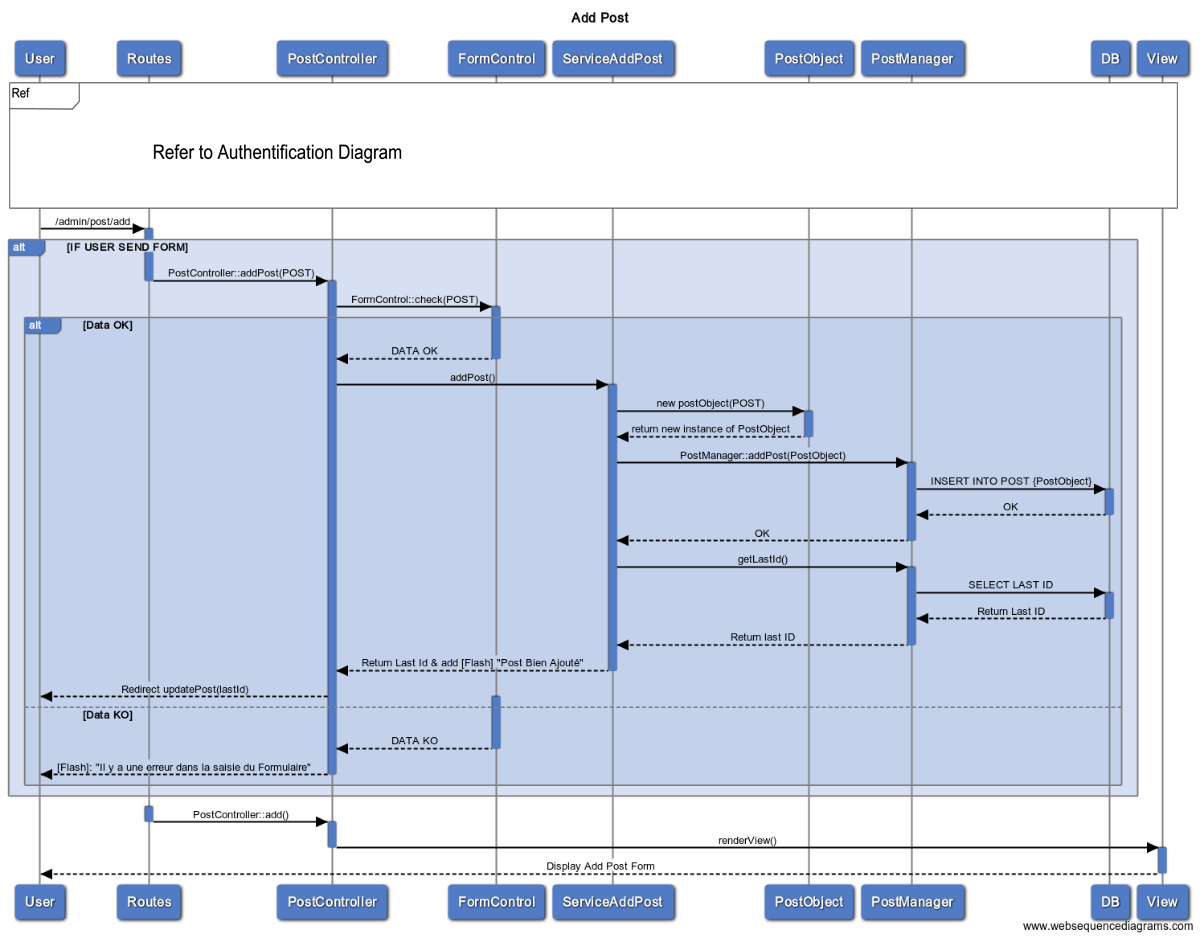 Add Post
User Routes PostController FormControl ServiceAddPost PostObject PostManager DB View
Ref
Refer to Authentification Diagram
/admin/post/add
alt [IF USER SEND FORM]
PostController::addPost(POST)
FormControl::check(POST)
alt [Data OK]
DATA OK
addPost()
new postObject(POST)
return new instance of PostObject
PostManager::addPost(PostObject)
INSERT INTO POST {PostObject}
OK
OK
getLastId()
SELECT LAST ID
Return Last ID
Return last ID
Return Last Id & add [Flash] "Post Bien Ajouté"
Redirect updatePost(lastId)
[Data KO]
DATA KO
[Flash]: "Il y a une erreur dans la saisie du Formulaire"
PostController::add()
renderView()
Display Add Post Form
User Routes PostController FormControl ServiceAddPost PostObject PostManager DB View
www.websequencediagrams.com